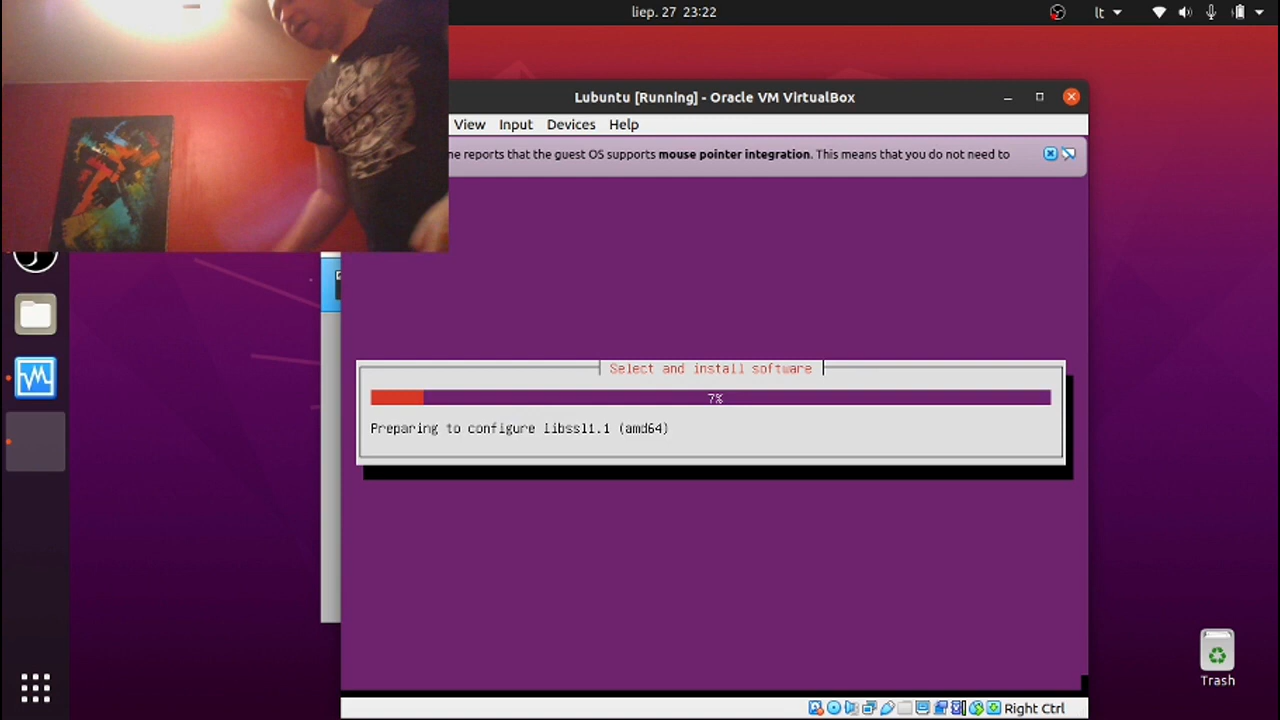 liep. 27 23:22
lt
Lubuntu [Running] - Oracle VM VirtualBox
View Input Devices Help
reports that the guest OS supports mouse pointer integration. This means that you do not need to
Select and install software
7%
Preparing to configure libssl1.1 (amd64)
Trash
Right Ctrl